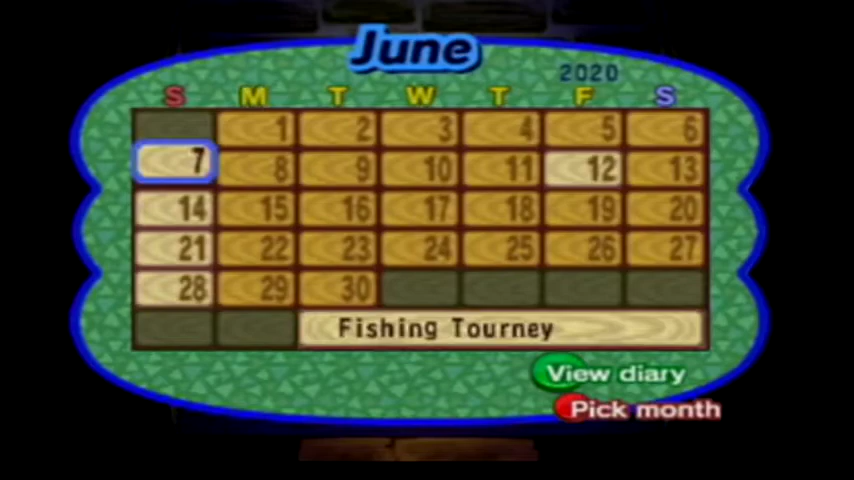 June
2020
S M T W T F S
1 2 3 4 5 6
7 8 9 10 11 12 13
14 15 16 17 18 19 20
21 22 23 24 25 26 27
28 29 30
Fishing Tourney
View diary
Pick month